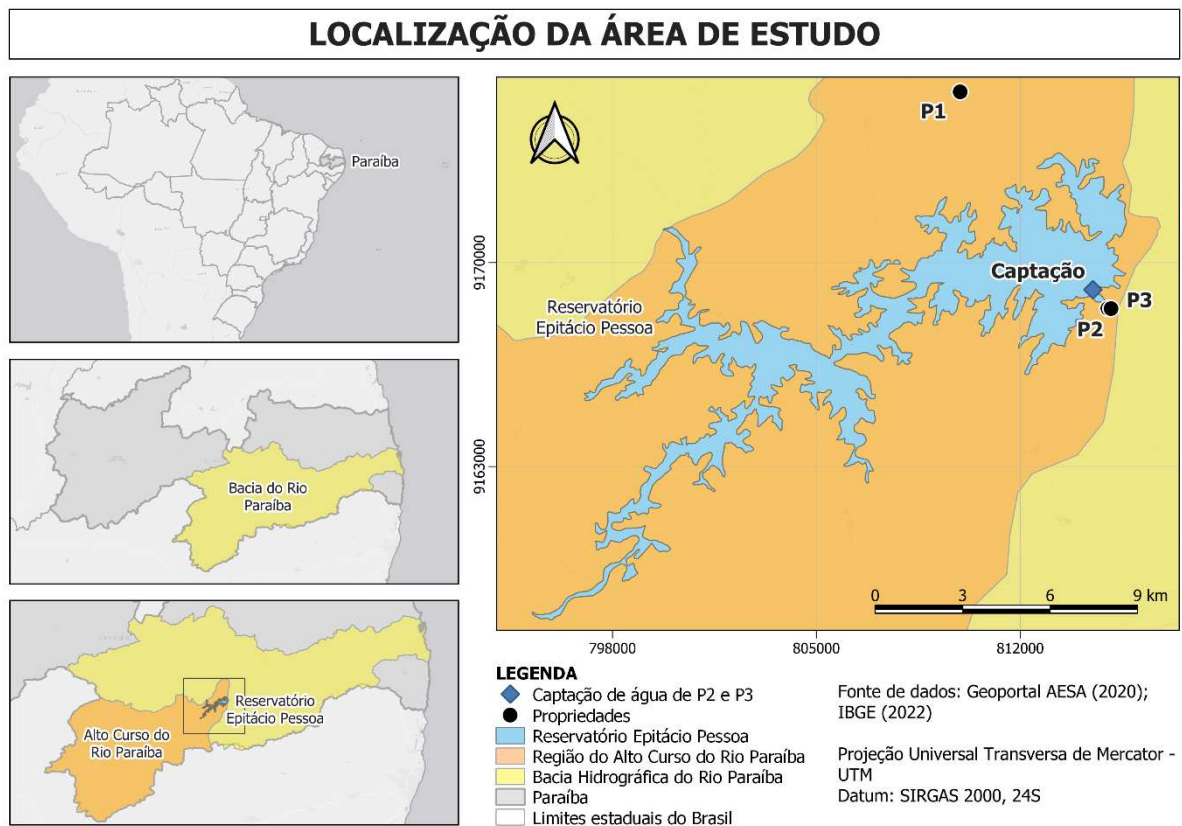 LOCALIZAÇÃO DA ÁREA DE ESTUDO
Paraíba
Bacia do Rio
Paraíba
Reservatório
Epitácio Pessoa
Alto Curso do
Rio Paraíba
P1
9170000
Captação
P3
P2
Reservatório
Epitácio Pessoa
9163000
0 3 6 9 km
798000 805000 812000
LEGENDA
Captação de água de P2 e P3
Propriedades
Reservatório Epitácio Pessoa
Região do Alto Curso do Rio Paraíba
Bacia Hidrográfica do Rio Paraíba
Paraíba
Limites estaduais do Brasil
Fonte de dados: Geoportal AESA (2020);
IBGE (2022)
Projeção Universal Transversa de Mercator -
UTM
Datum: SIRGAS 2000, 24S